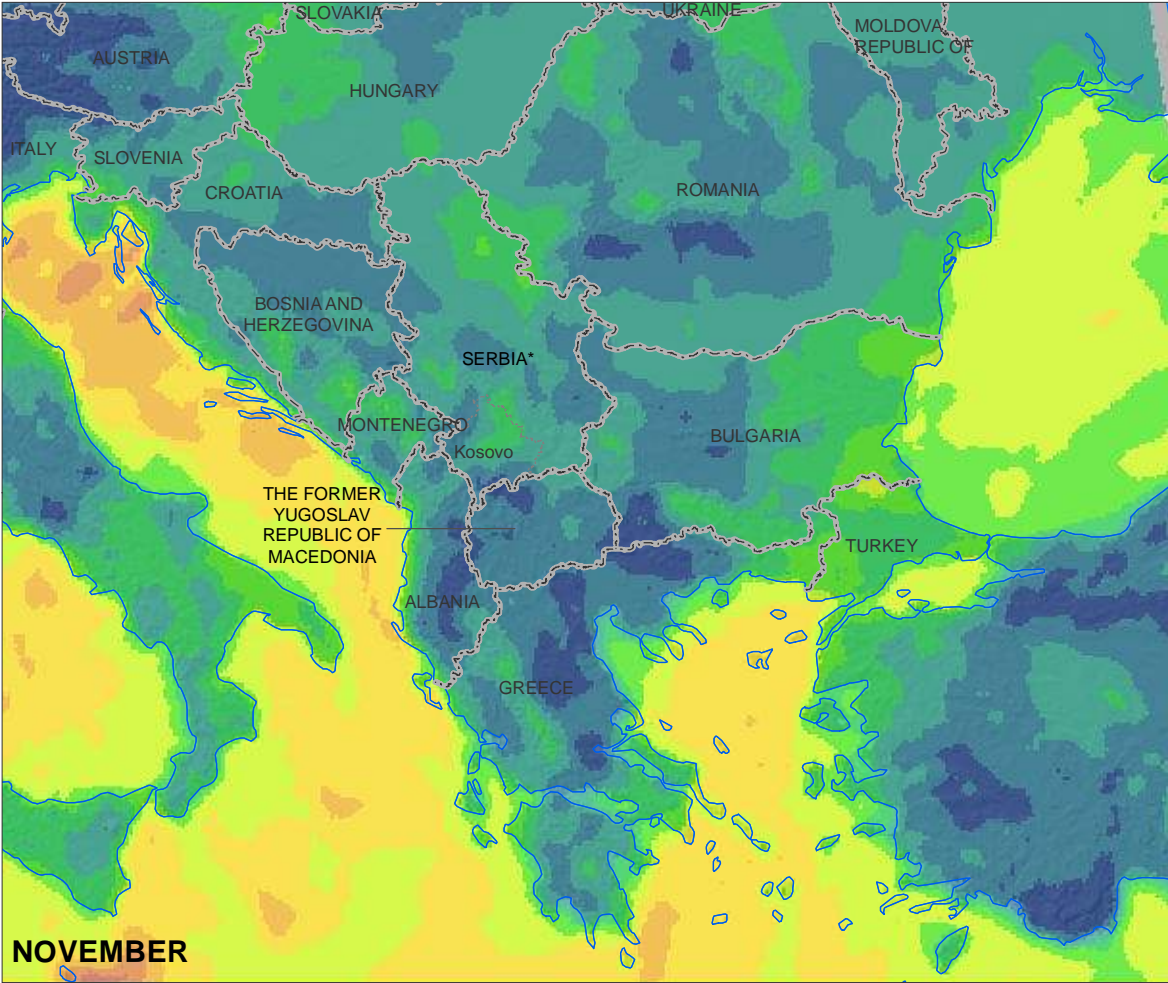 SLOVAKIA
UKRAINE
MOLDOVA,
REPUBLIC OF
AUSTRIA
HUNGARY
ITALY
SLOVENIA
CROATIA
ROMANIA
BOSNIA AND
HERZEGOVINA
SERBIA*
MONTENEGRO
Kosovo
BULGARIA
THE FORMER
YUGOSLAV
REPUBLIC OF
MACEDONIA
TURKEY
ALBANIA
GREECE
NOVEMBER